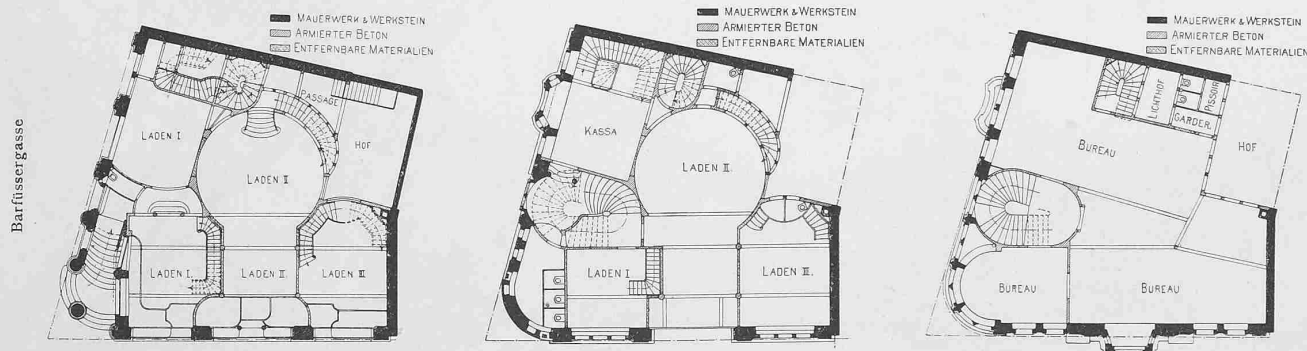 Barfüssergasse
MAUERWERK & WERKSTEIN
ARMIERTER BETON
ENTFERNBARE MATERIALIEN
PASSAGE
LADEN I
HOF
LADEN II
LADEN I.
LADEN II.
LADEN III
MAUERWERK & WERKSTEIN
ARMIERTER BETON
ENTFERNBARE MATERIALIEN
KASSA
LADEN II.
LADEN I
LADEN III.
MAUERWERK & WERKSTEIN
ARMIERTER BETON
ENTFERNBARE MATERIALIEN
LICHTHOF
PISSOIR
GARDER.
BUREAU
HOF
BUREAU
BUREAU